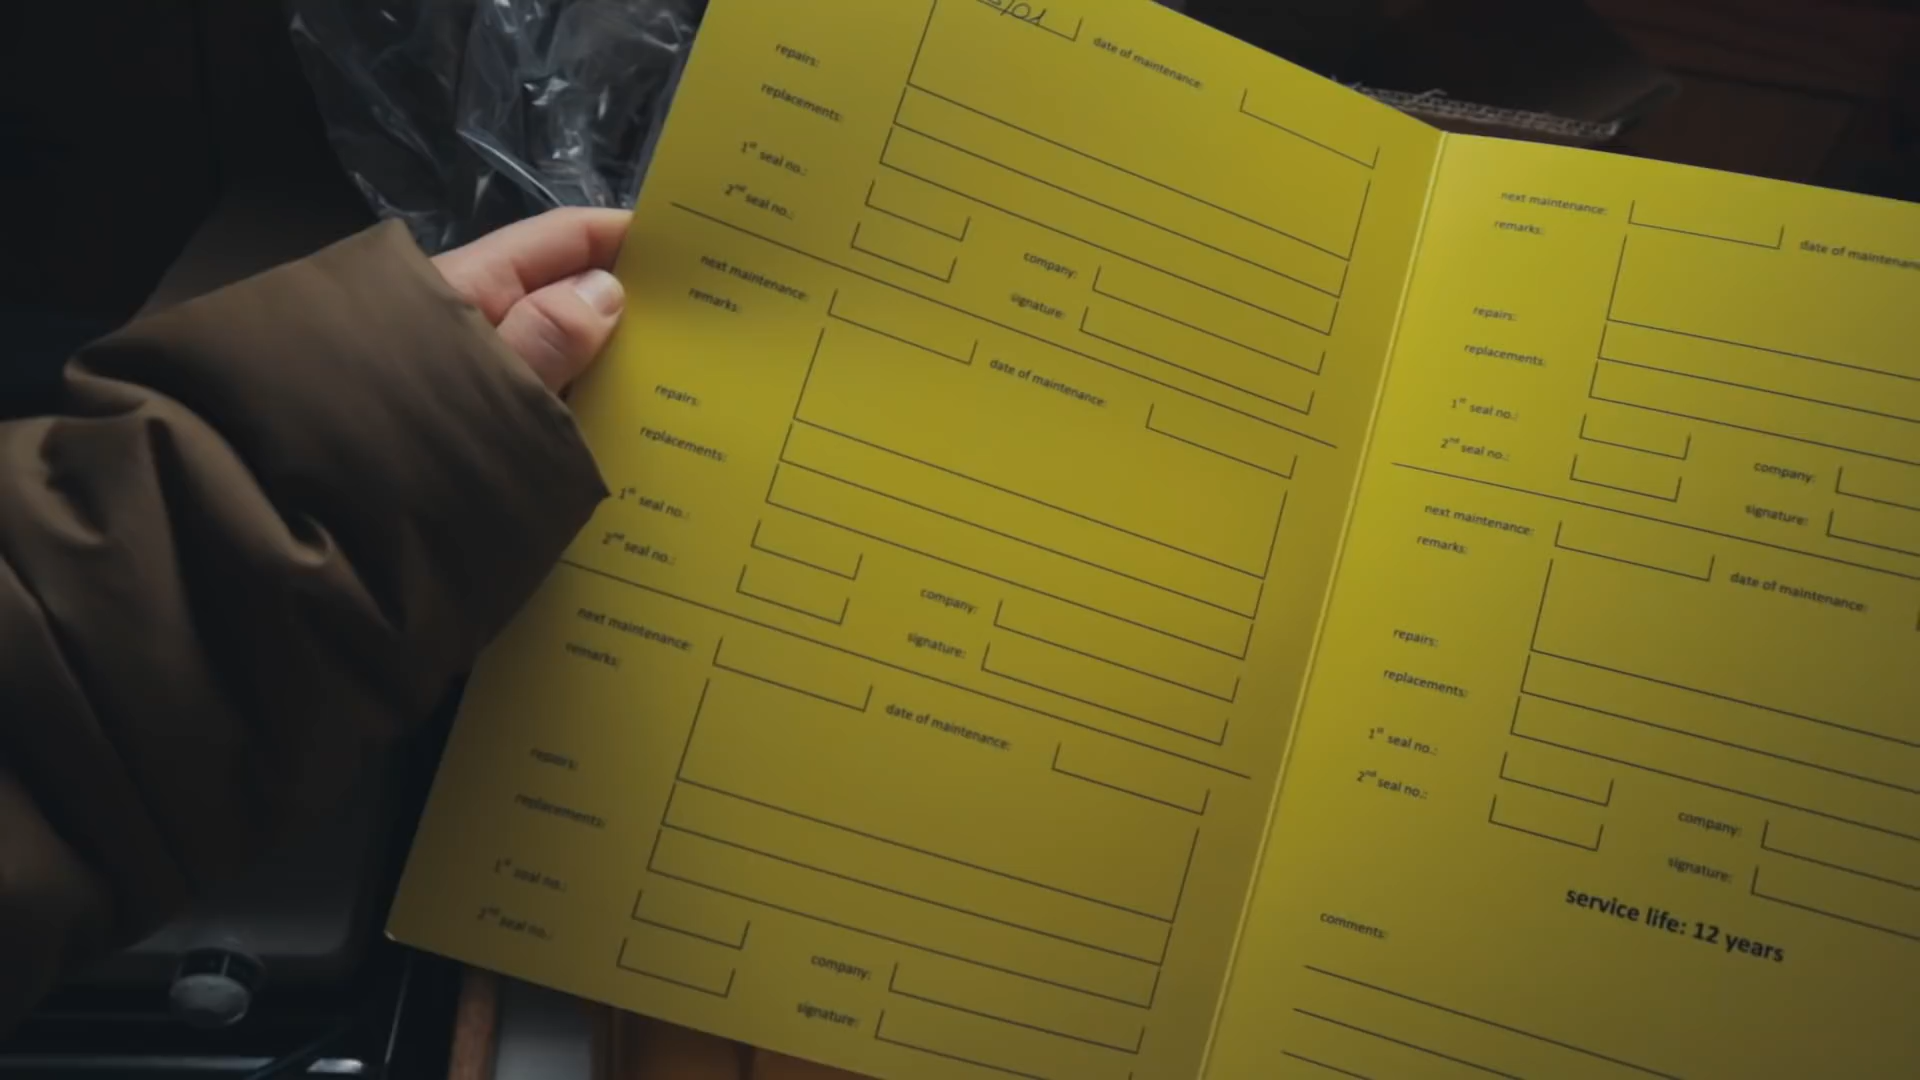 /01 date of maintenance:
repairs:
replacements:
1st seal no.:
2nd seal no.:
company:
signature:
next maintenance:
remarks:
date of maintenance:
repairs:
replacements:
1st seal no.:
2nd seal no.:
company:
signature:
next maintenance:
remarks:
date of maintenance:
repairs:
replacements:
1st seal no.:
2nd seal no.:
company:
signature:
next maintenance:
remarks:
date of maintenance
repairs:
replacements:
1st seal no.:
2nd seal no.:
company:
signature:
next maintenance:
remarks:
date of maintenance:
repairs:
replacements:
1st seal no.:
2nd seal no.:
company:
signature:
service life: 12 years
comments: